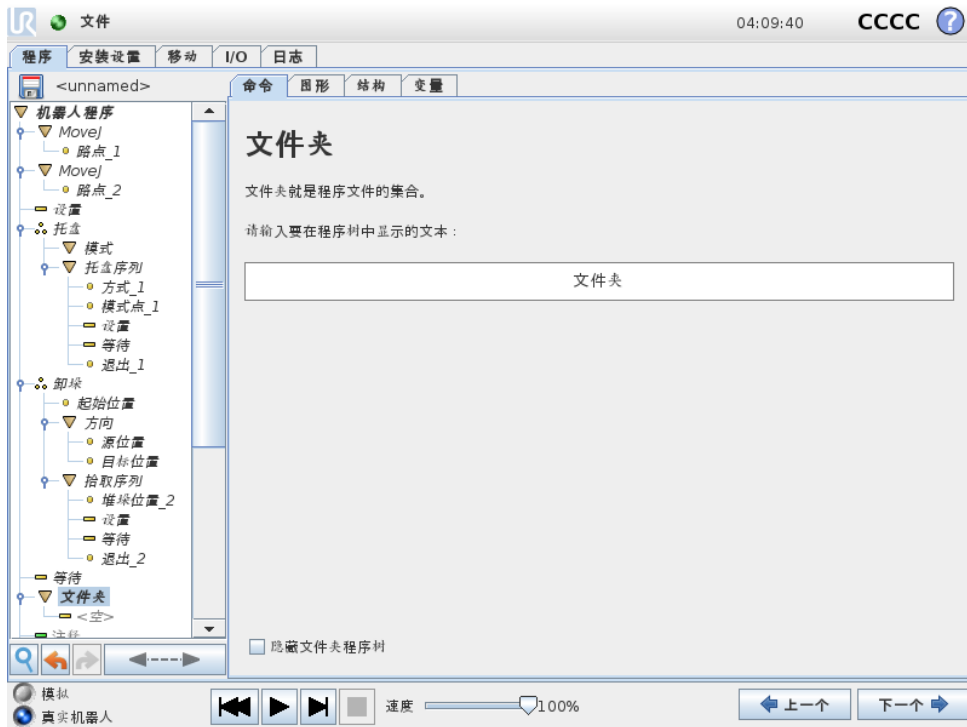 UR 文件 04:09:40 CCCC ?
程序 安装设置 移动 I/O 日志
<unnamed>
命令 图形 结构 变量
机器人程序
MoveJ
路点_1
MoveJ
路点_2
设置
托盘
模式
托盘序列
方式_1
模式点_1
设置
等待
退出_1
卸垛
起始位置
方向
源位置
目标位置
拾取序列
堆垛位置_2
设置
等待
退出_2
等待
文件夹
<空>
注释
文件夹
文件夹就是程序文件的集合。
请输入要在程序树中显示的文本：
文件夹
隐藏文件夹程序树
模拟
真实机器人
速度 100%
上一个 下一个